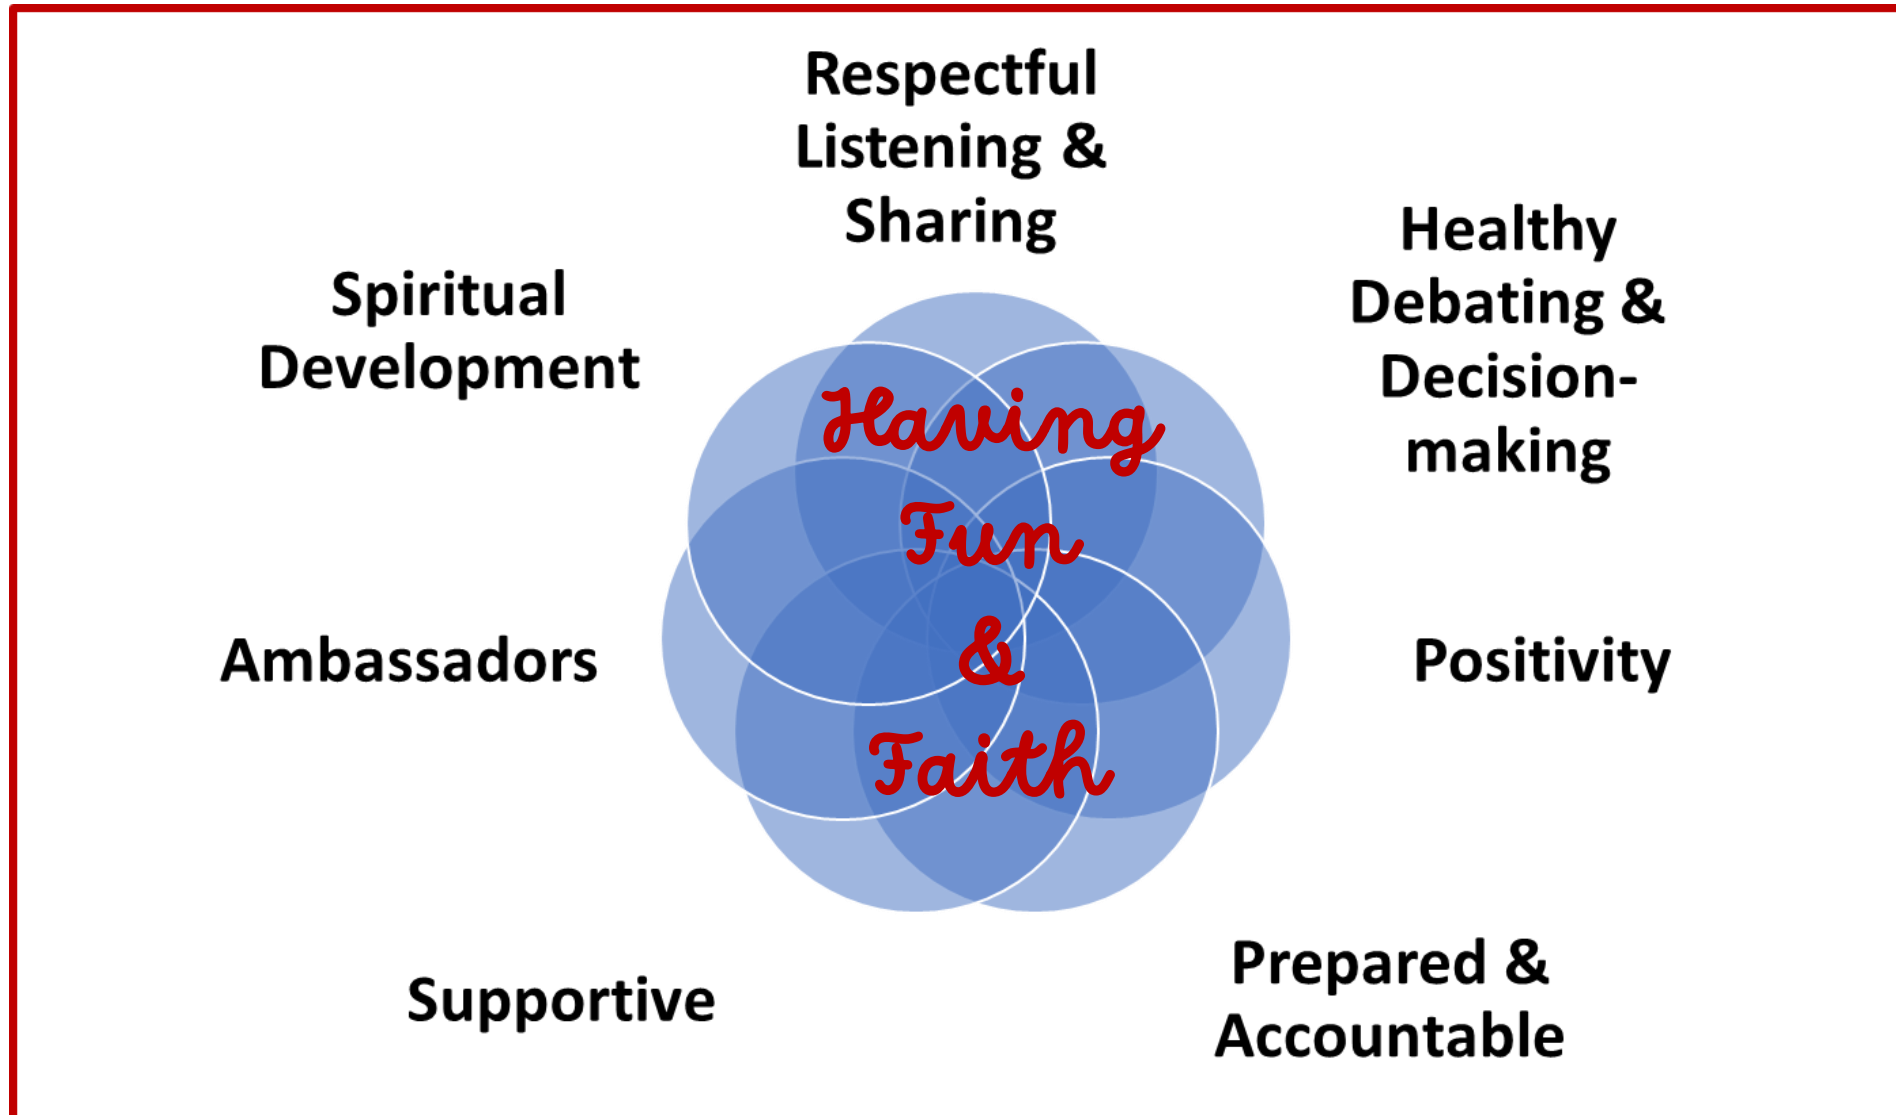 Respectful
Listening &
Sharing
Healthy
Debating &
Decision-
making
Positivity
Prepared &
Accountable
Supportive
Ambassadors
Spiritual
Development
Having
Fun
&
Faith